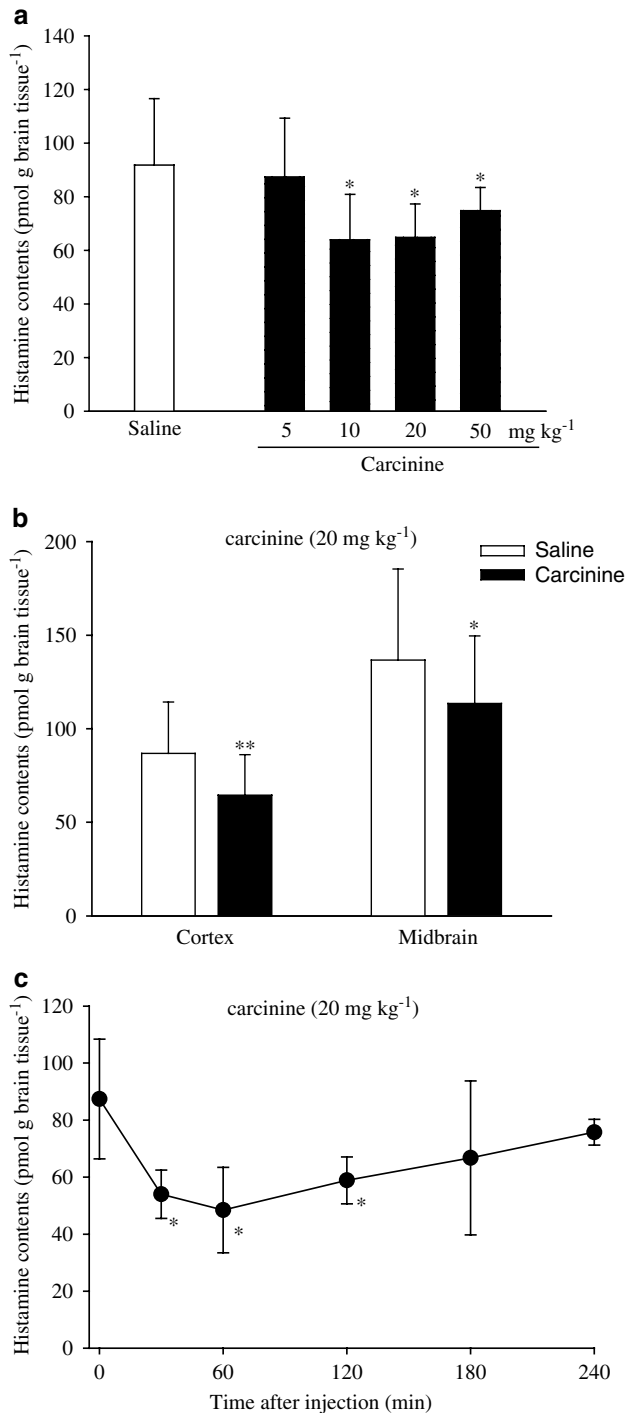 a
Histamine contents (pmol g brain tissue⁻¹)
140
120
100
80
60
40
20
0
* * *
Saline
5 10 20 50 mg kg⁻¹
Carcinine
b
carcinine (20 mg kg⁻¹)
Histamine contents (pmol g brain tissue⁻¹)
200
150
100
50
0
Saline
Carcinine
**
*
Cortex Midbrain
c
carcinine (20 mg kg⁻¹)
Histamine contents (pmol g brain tissue⁻¹)
120
100
80
60
40
20
0
* * *
0 60 120 180 240
Time after injection (min)